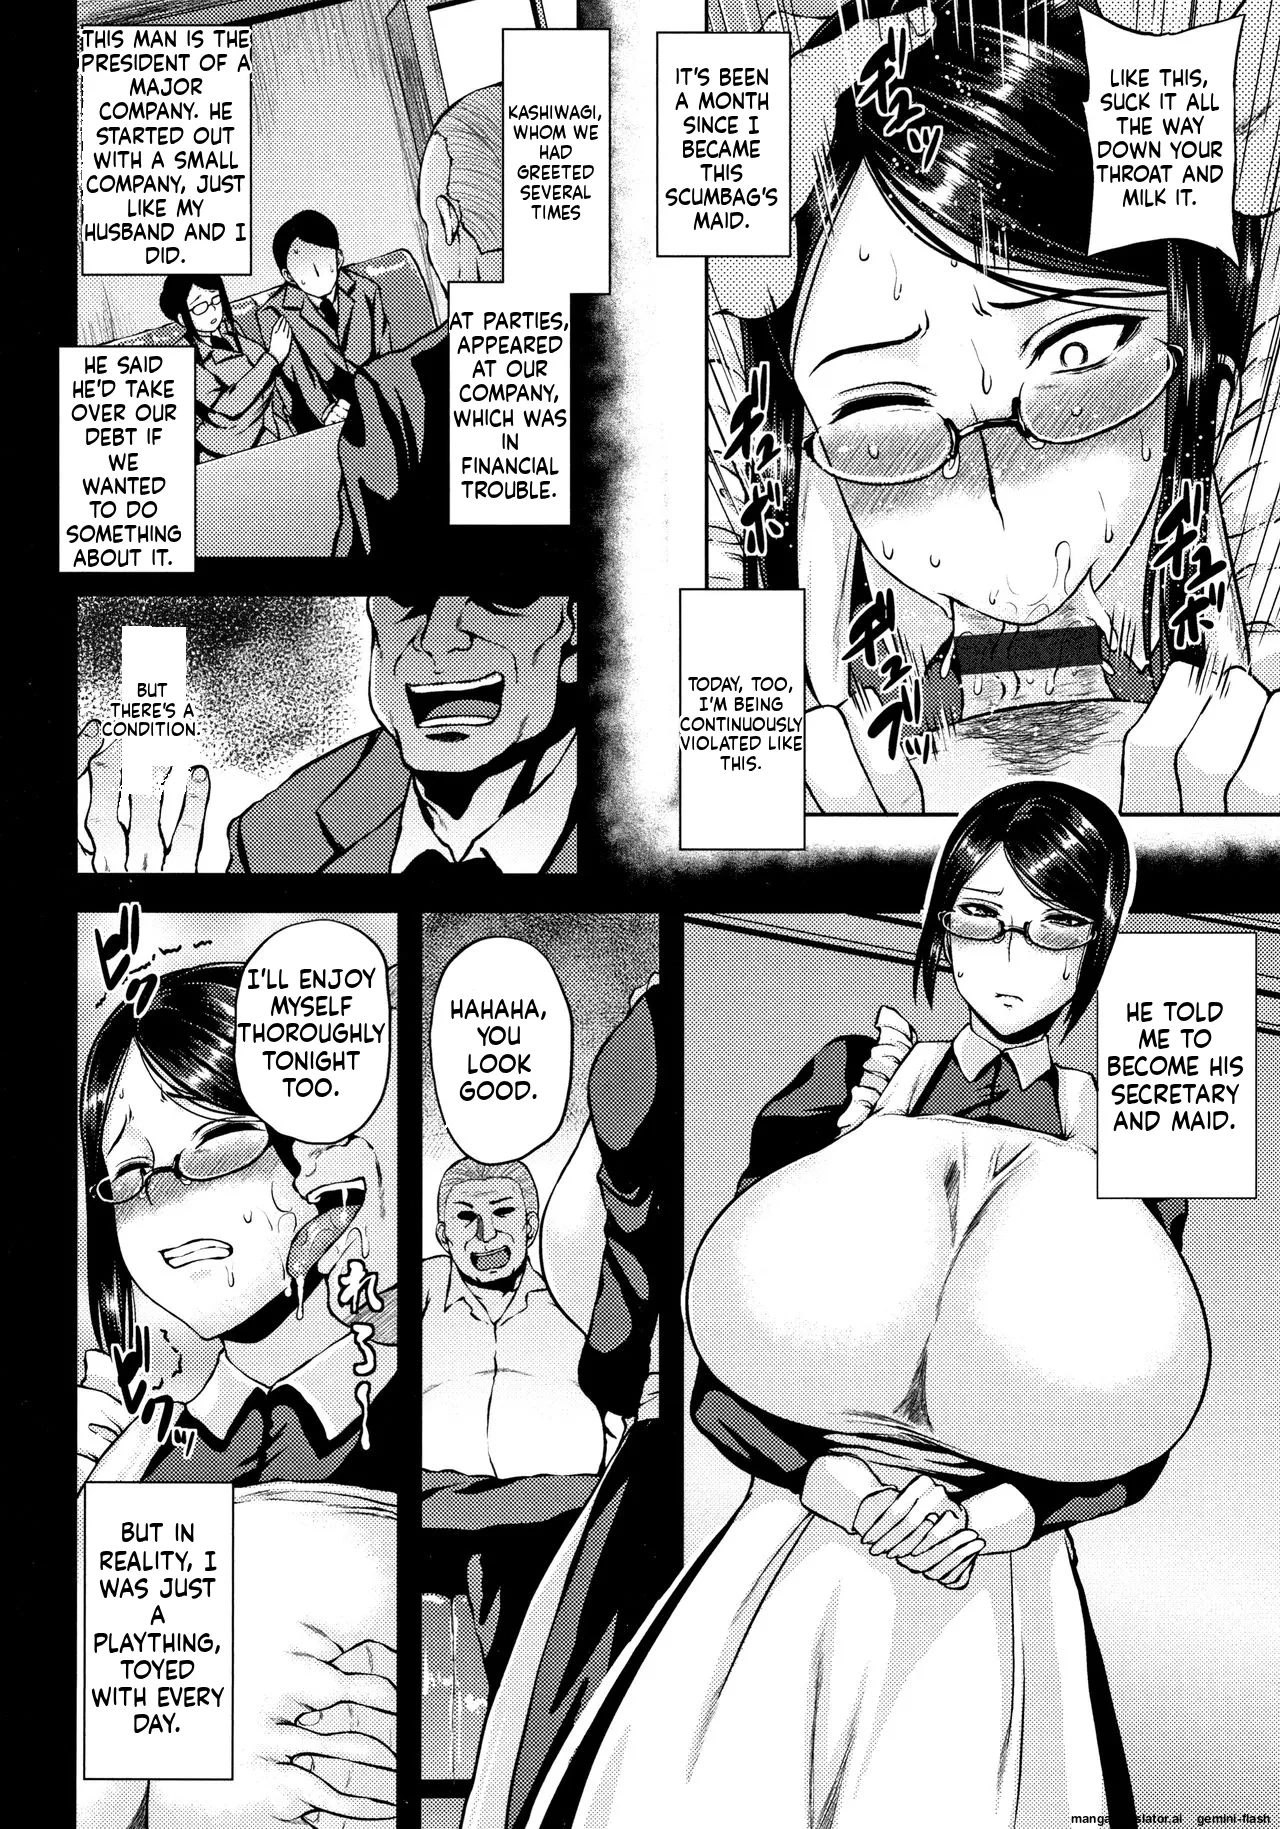 LIKE THIS,
SUCK IT ALL
THE WAY
DOWN YOUR
THROAT AND
MILK IT.
IT'S BEEN
A MONTH
SINCE I
BECAME
THIS
SCUMBAG'S
MAID.
TODAY, TOO,
I'M BEING
CONTINUOUSLY
VIOLATED LIKE
THIS.
THIS MAN IS THE
PRESIDENT OF A
MAJOR
COMPANY. HE
STARTED OUT
WITH A SMALL
COMPANY, JUST
LIKE MY
HUSBAND AND I
DID.
KASHIWAGI,
WHOM WE
HAD
GREETED
SEVERAL
TIMES
AT PARTIES,
APPEARED
AT OUR
COMPANY,
WHICH WAS
IN
FINANCIAL
TROUBLE.
HE SAID
HE'D TAKE
OVER OUR
DEBT IF
WE
WANTED
TO DO
SOMETHING
ABOUT IT.
BUT
THERE'S A
CONDITION.
HE TOLD
ME TO
BECOME HIS
SECRETARY
AND MAID.
HAHAHA,
YOU
LOOK
GOOD.
I'LL ENJOY
MYSELF
THOROUGHLY
TONIGHT
TOO.
れろー
BUT IN
REALITY, I
WAS JUST
A
PLAYTHING,
TOYED
WITH EVERY
DAY.
gemini-flash